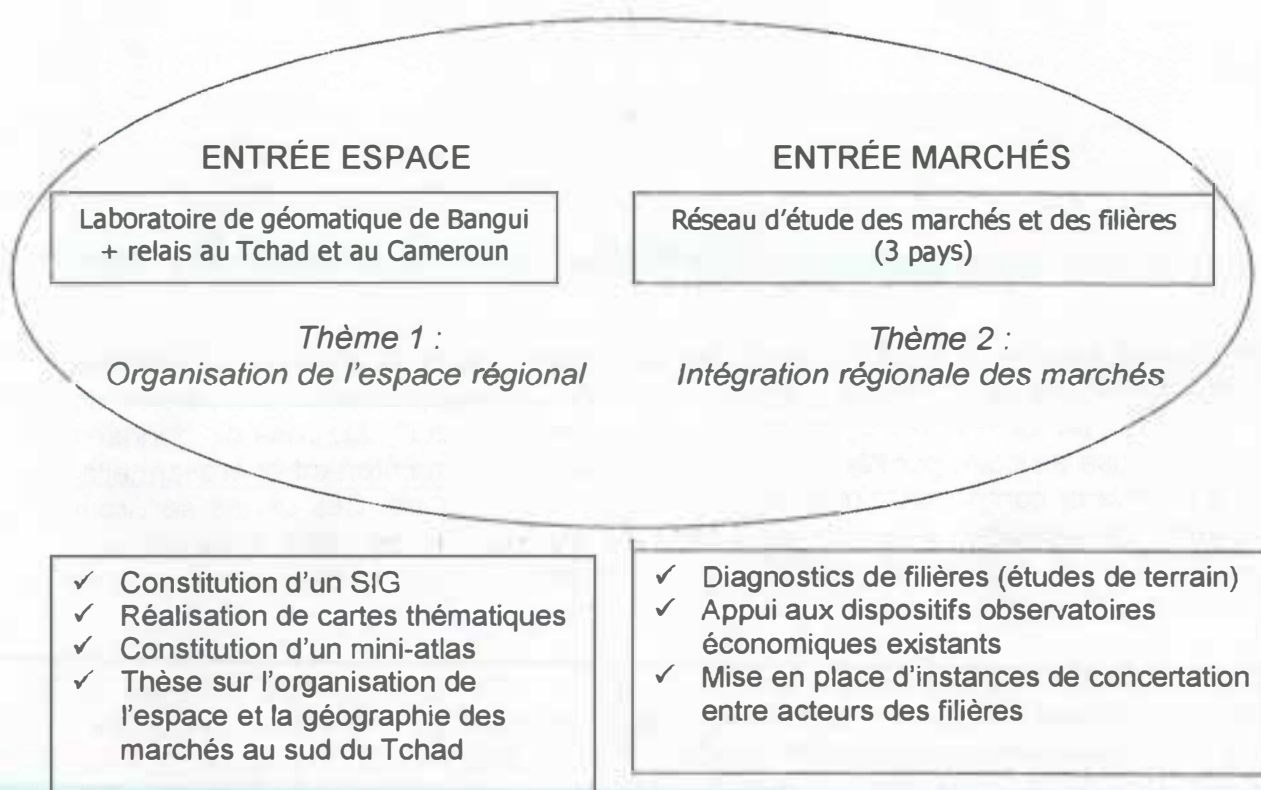 ENTRÉE ESPACE
Laboratoire de géomatique de Bangui
+ relais au Tchad et au Cameroun
Thème 1 :
Organisation de l'espace régional
ENTRÉE MARCHÉS
Réseau d'étude des marchés et des filières
(3 pays)
Thème 2 :
Intégration régionale des marchés
✓ Constitution d'un SIG
✓ Réalisation de cartes thématiques
✓ Constitution d'un mini-atlas
✓ Thèse sur l'organisation de
l'espace et la géographie des
marchés au sud du Tchad
✓ Diagnostics de filières (études de terrain)
✓ Appui aux dispositifs observatoires
économiques existants
✓ Mise en place d'instances de concertation
entre acteurs des filières